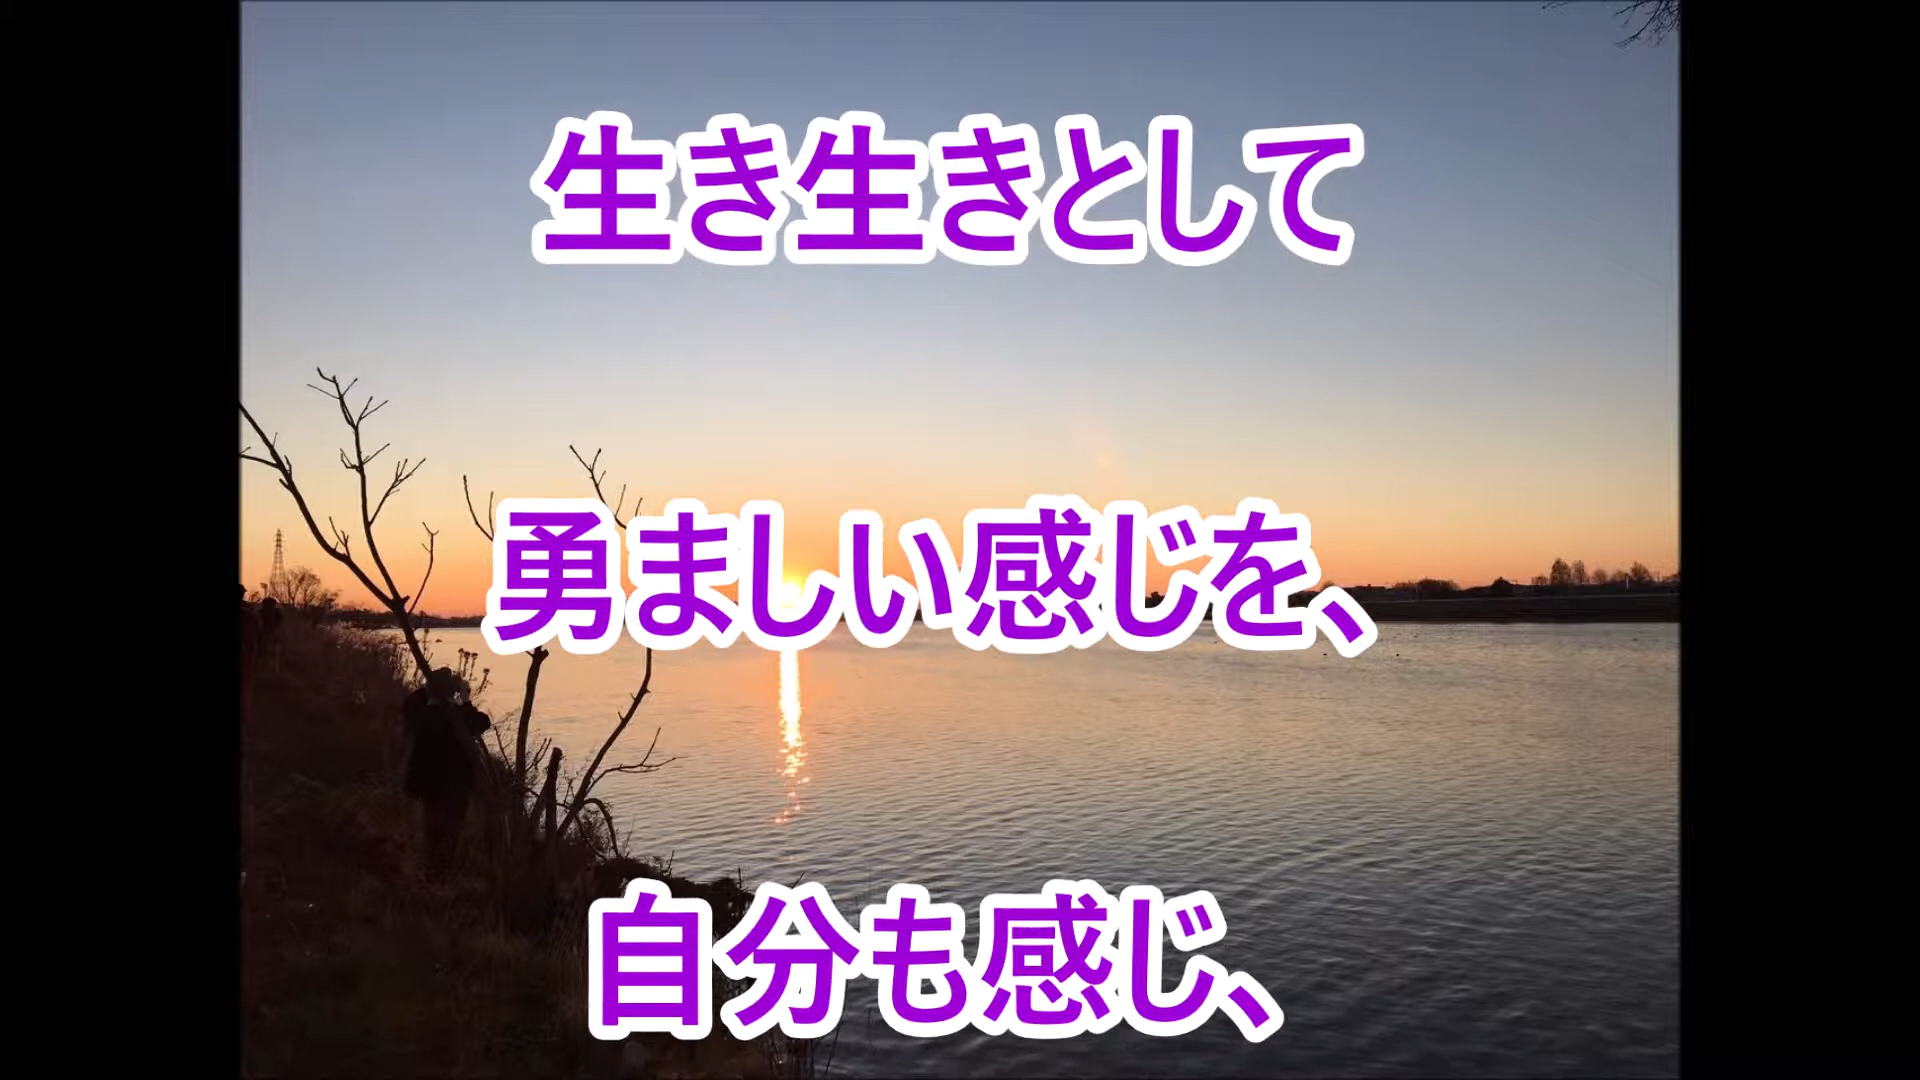 生き生きとして
勇ましい感じを、
自分も感じ、